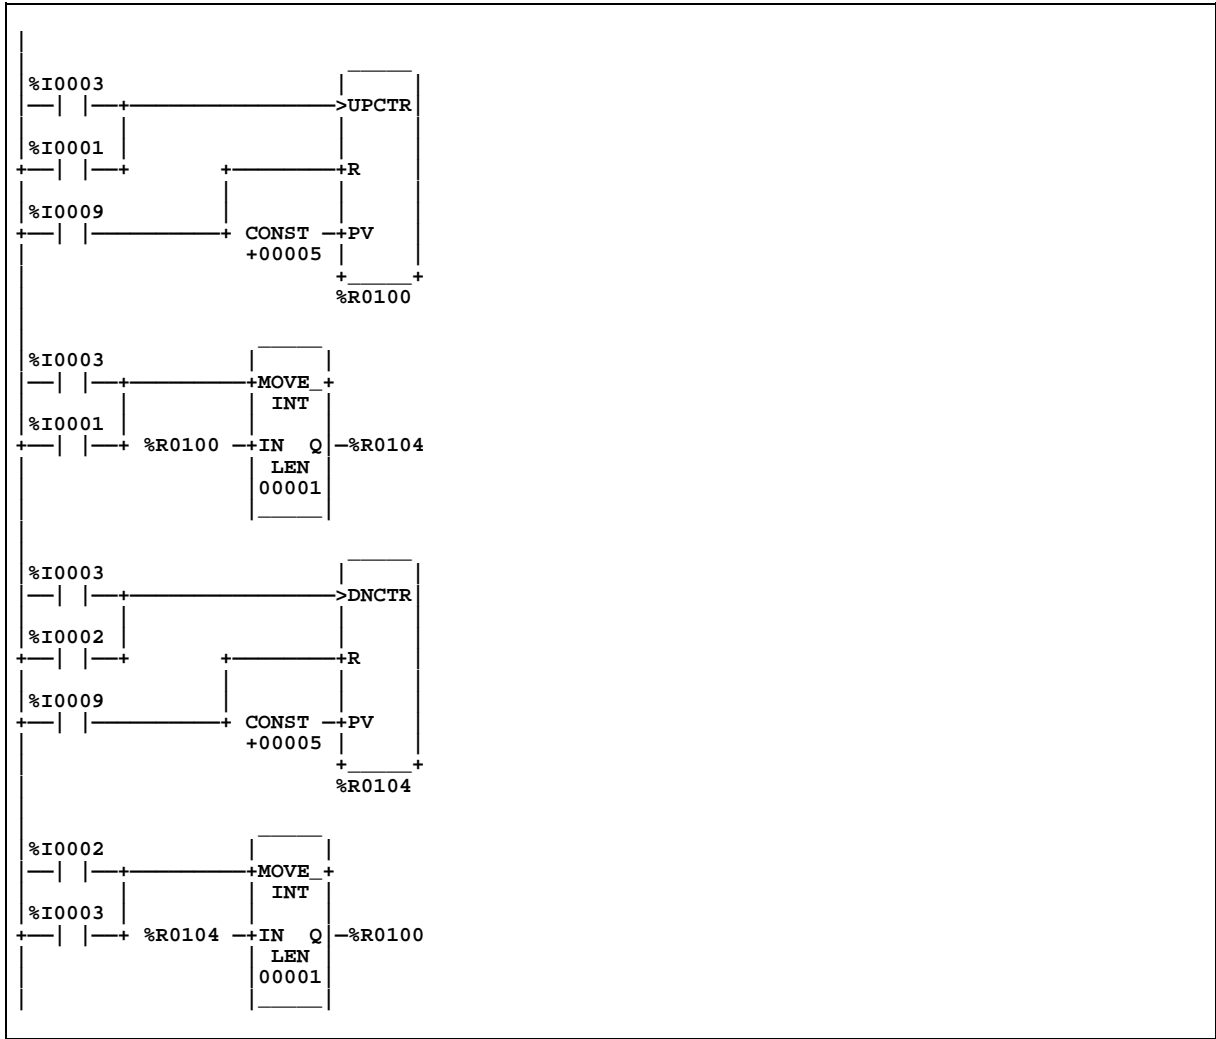 %I0003
>UPCTR
%I0001
R
%I0009
CONST PV
+00005
%R0100
%I0003
MOVE_
INT
%I0001
%R0100 IN Q %R0104
LEN
00001
%I0003
>DNCTR
%I0002
R
%I0009
CONST PV
+00005
%R0104
%I0002
MOVE_
INT
%I0003
%R0104 IN Q %R0100
LEN
00001